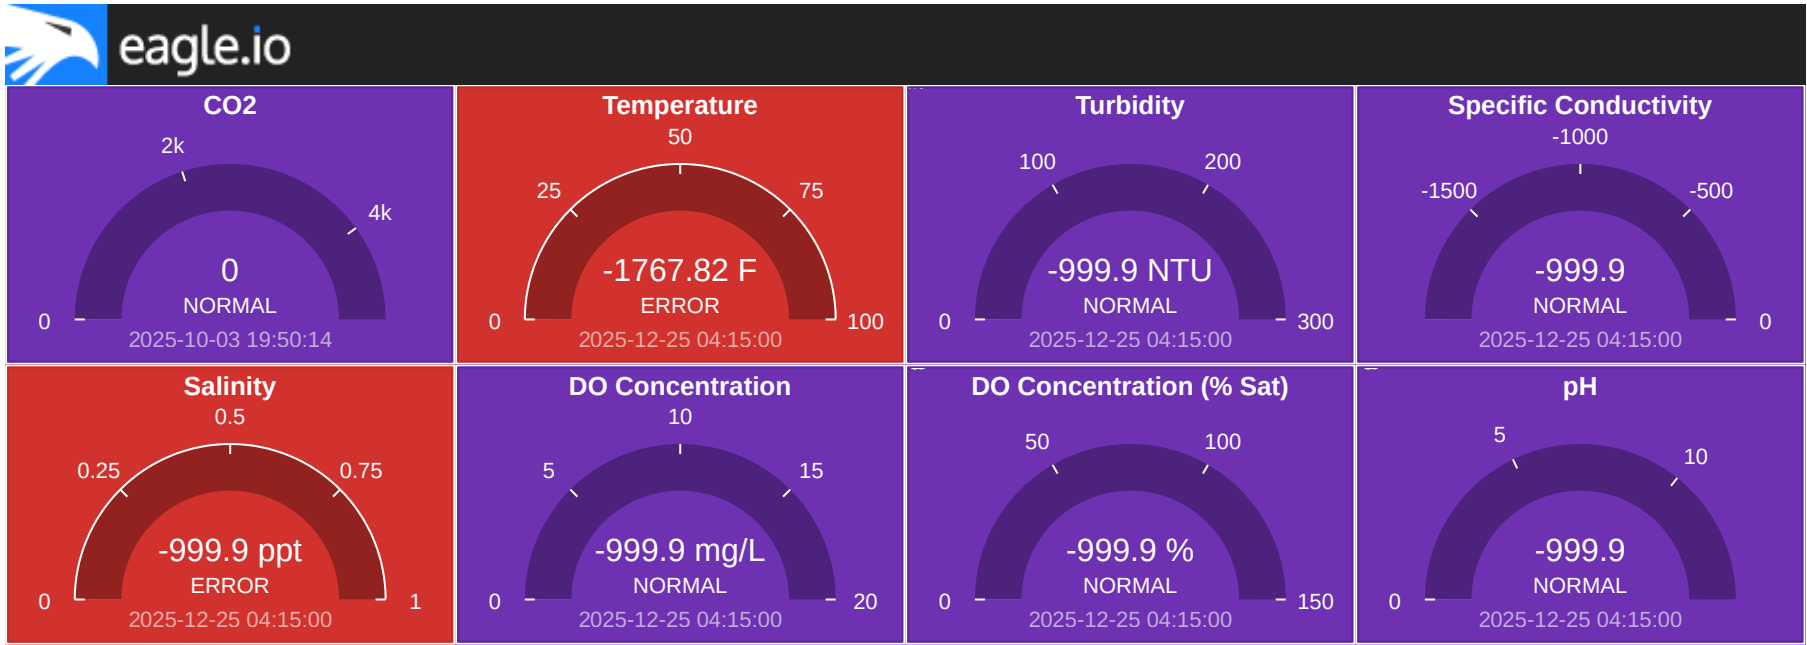 eagle.io
CO2
2k
4k
0
NORMAL
0
2025-10-03 19:50:14
Temperature
50
25
75
-1767.82 F
ERROR
0
100
2025-12-25 04:15:00
Turbidity
100
200
-999.9 NTU
NORMAL
0
300
2025-12-25 04:15:00
Specific Conductivity
-1000
-1500
-500
-999.9
NORMAL
0
2025-12-25 04:15:00
Salinity
0.5
0.25
0.75
-999.9 ppt
ERROR
0
1
2025-12-25 04:15:00
DO Concentration
10
5
15
-999.9 mg/L
NORMAL
0
20
2025-12-25 04:15:00
DO Concentration (% Sat)
50
100
-999.9 %
NORMAL
0
150
2025-12-25 04:15:00
pH
5
10
-999.9
NORMAL
0
2025-12-25 04:15:00